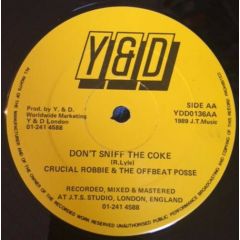 Y&D
Prod. by Y. & D.
Worldwide Marketing
Y & D London
01-241 4588
SIDE AA
YDD0136AA
1989 J.T. Music
DON'T SNIFF THE COKE
(R.Lyle)
CRUCIAL ROBBIE & THE OFFBEAT POSSE
RECORDED, MIXED & MASTERED
AT J.T.S. STUDIO, LONDON, ENGLAND
01-241 4588